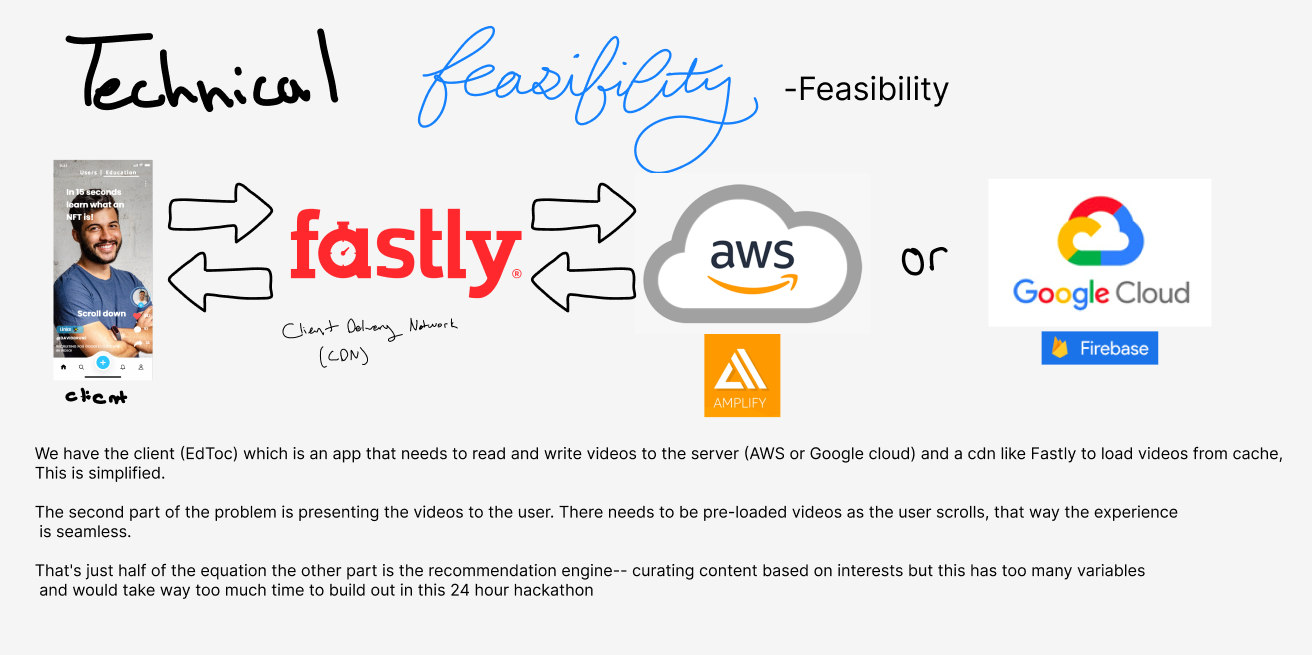 Technical feasibility -Feasibility
Users | Education
In 15 seconds
learn what an
NFT is!
Scroll down
Links
client
fastly®
Client Delivery Network
(CDN)
aws
AMPLIFY
or
Google Cloud
Firebase
We have the client (EdToc) which is an app that needs to read and write videos to the server (AWS or Google cloud) and a cdn like Fastly to load videos from cache,
This is simplified.
The second part of the problem is presenting the videos to the user. There needs to be pre-loaded videos as the user scrolls, that way the experience
is seamless.
That's just half of the equation the other part is the recommendation engine-- curating content based on interests but this has too many variables
and would take way too much time to build out in this 24 hour hackathon